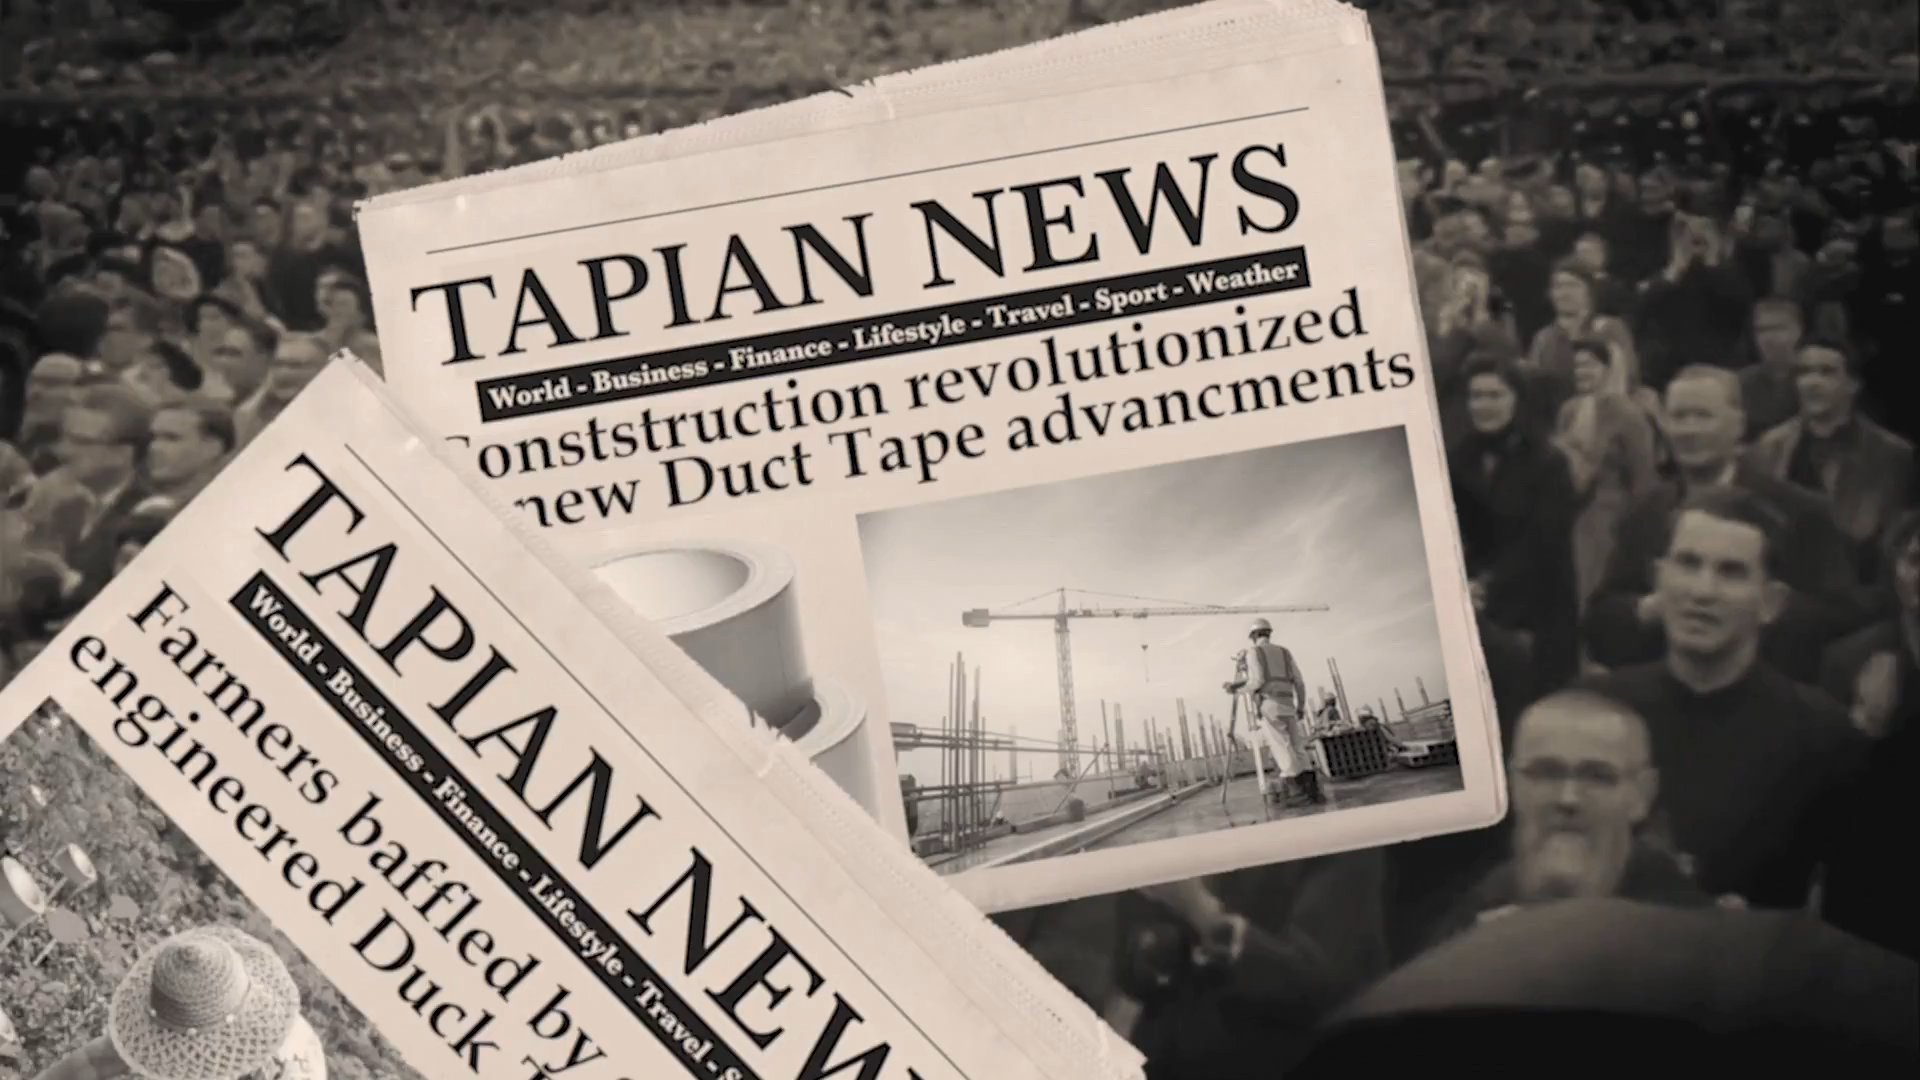 TAPIAN NEWS
World - Business - Finance - Lifestyle - Travel - Sport - Weather
Conststruction revolutionized
new Duct Tape advancments
TAPIAN NEW
World - Business - Finance - Lifestyle - Travel - S
Farmers baffled by
engineered Duck